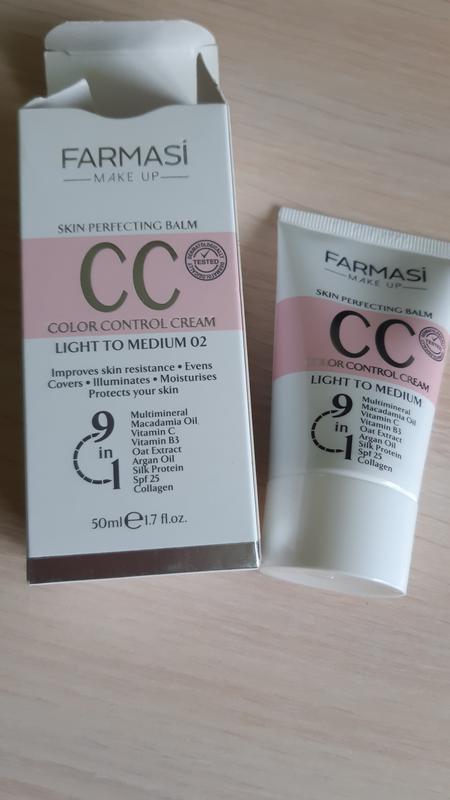 FARMASİ
MAKE UP
SKIN PERFECTING BALM
CC
DERMATOLOGICALLY
TESTED
DERMATOLOGICALLY
COLOR CONTROL CREAM
LIGHT TO MEDIUM 02
Improves skin resistance • Evens
Covers • Illuminates • Moisturises
Protects your skin
9 in 1
Multimineral
Macadamia Oil
Vitamin C
Vitamin B3
Oat Extract
Argan Oil
Silk Protein
Spf 25
Collagen
50ml℮1.7 fl.oz.
FARMASİ
MAKE UP
SKIN PERFECTING BALM
CC
TESTED
COLOR CONTROL CREAM
LIGHT TO MEDIUM
9 in 1
Multimineral
Macadamia Oil
Vitamin C
Vitamin B3
Oat Extract
Argan Oil
Silk Protein
Spf 25
Collagen